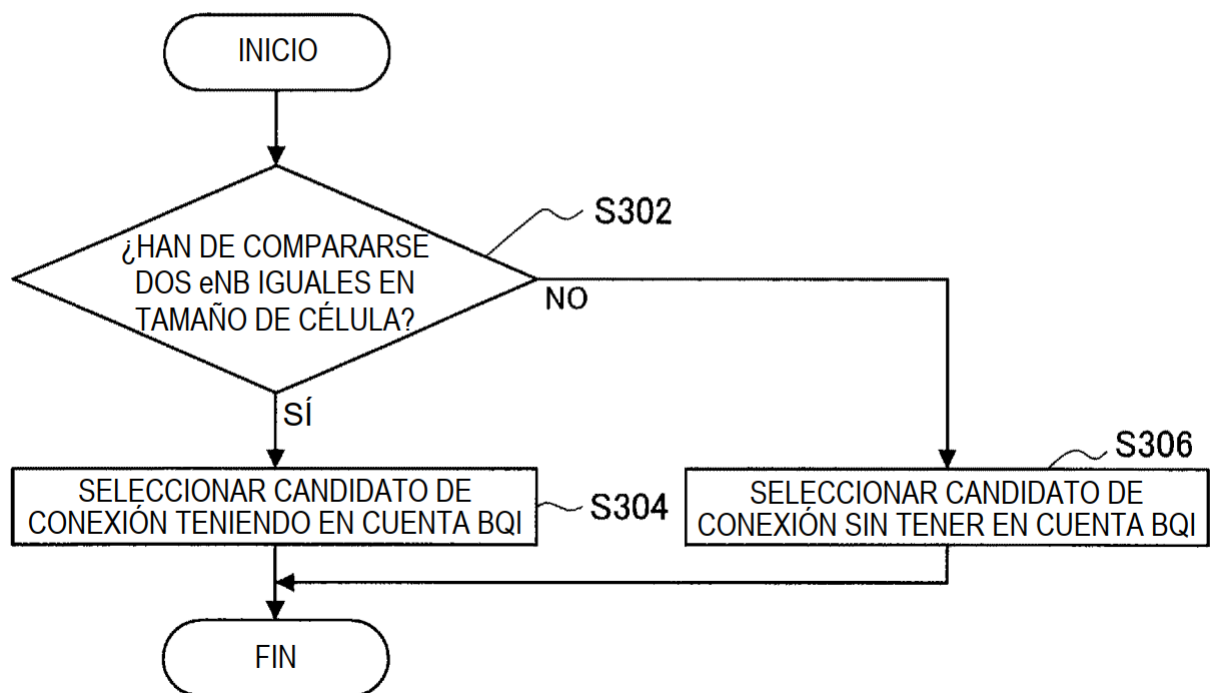 INICIO
S302
¿HAN DE COMPARARSE
DOS eNB IGUALES EN
TAMAÑO DE CÉLULA?
NO
SÍ
S306
SELECCIONAR CANDIDATO DE
CONEXIÓN TENIENDO EN CUENTA BQI
S304
SELECCIONAR CANDIDATO DE
CONEXIÓN SIN TENER EN CUENTA BQI
FIN